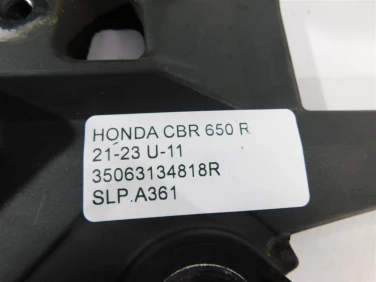 HONDA CBR 650 R
21-23 U-11
35063134818R
SLP.A361